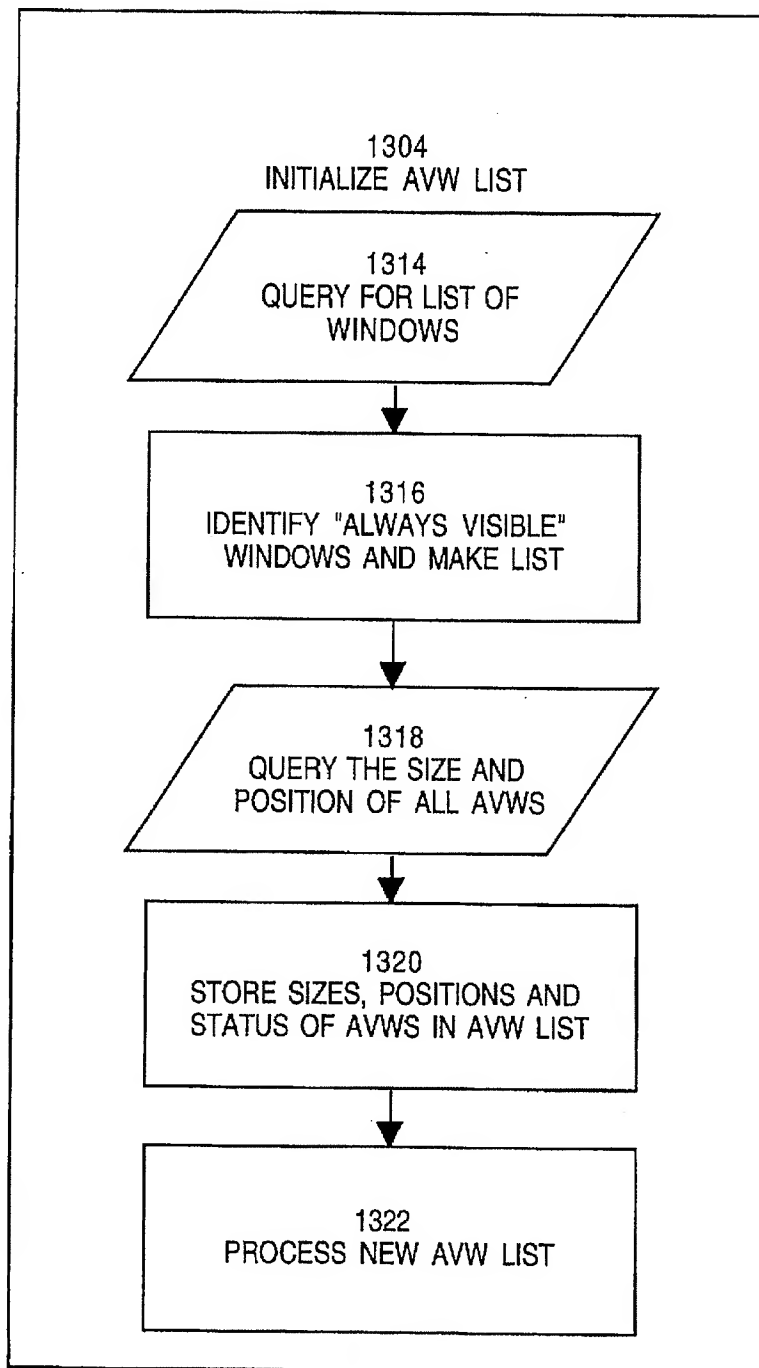 1304
INITIALIZE AVW LIST
1314
QUERY FOR LIST OF
WINDOWS
1316
IDENTIFY "ALWAYS VISIBLE"
WINDOWS AND MAKE LIST
1318
QUERY THE SIZE AND
POSITION OF ALL AVWS
1320
STORE SIZES, POSITIONS AND
STATUS OF AVWS IN AVW LIST
1322
PROCESS NEW AVW LIST